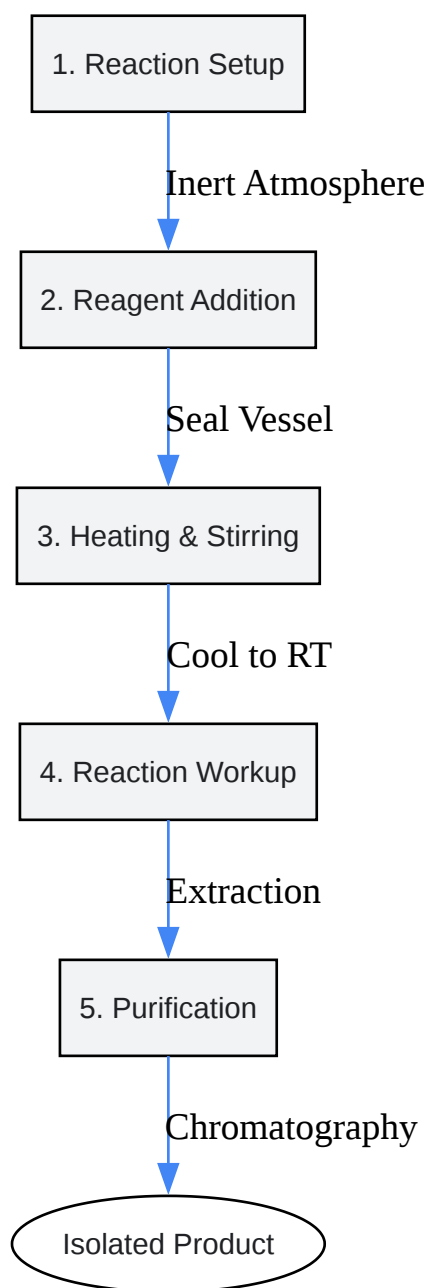 1. Reaction Setup
Inert Atmosphere
2. Reagent Addition
Seal Vessel
3. Heating & Stirring
Cool to RT
4. Reaction Workup
Extraction
5. Purification
Chromatography
Isolated Product